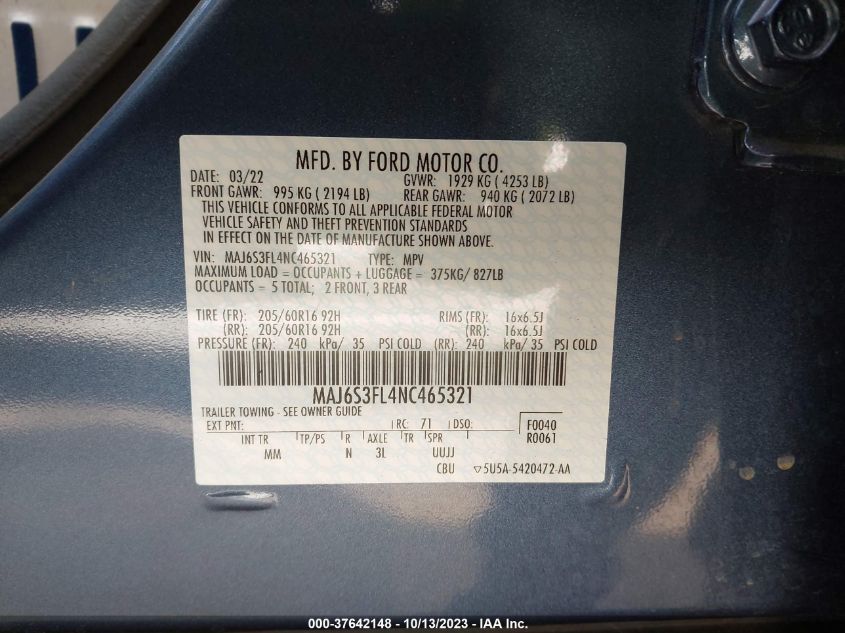 MFD. BY FORD MOTOR CO.
DATE: 03/22 GVWR: 1929 KG ( 4253 LB)
FRONT GAWR: 995 KG ( 2194 LB) REAR GAWR: 940 KG ( 2072 LB)
THIS VEHICLE CONFORMS TO ALL APPLICABLE FEDERAL MOTOR
VEHICLE SAFETY AND THEFT PREVENTION STANDARDS
IN EFFECT ON THE DATE OF MANUFACTURE SHOWN ABOVE.
VIN: MAJ6S3FL4NC465321 TYPE: MPV
MAXIMUM LOAD = OCCUPANTS + LUGGAGE = 375KG/ 827LB
OCCUPANTS = 5 TOTAL; 2 FRONT, 3 REAR
TIRE (FR): 205/60R16 92H RIMS (FR): 16x6.5J
(RR): 205/60R16 92H (RR): 16x6.5J
PRESSURE (FR): 240 kPa/ 35 PSI COLD (RR): 240 kPa/ 35 PSI COLD
MAJ6S3FL4NC465321
TRAILER TOWING - SEE OWNER GUIDE
EXT PNT: RC: 71 DSO: F0040
INT TR TP/PS R AXLE TR SPR R0061
MM N 3L UUJJ
CBU ▽5U5A-5420472-AA
000-37642148 - 10/13/2023 - IAA Inc.